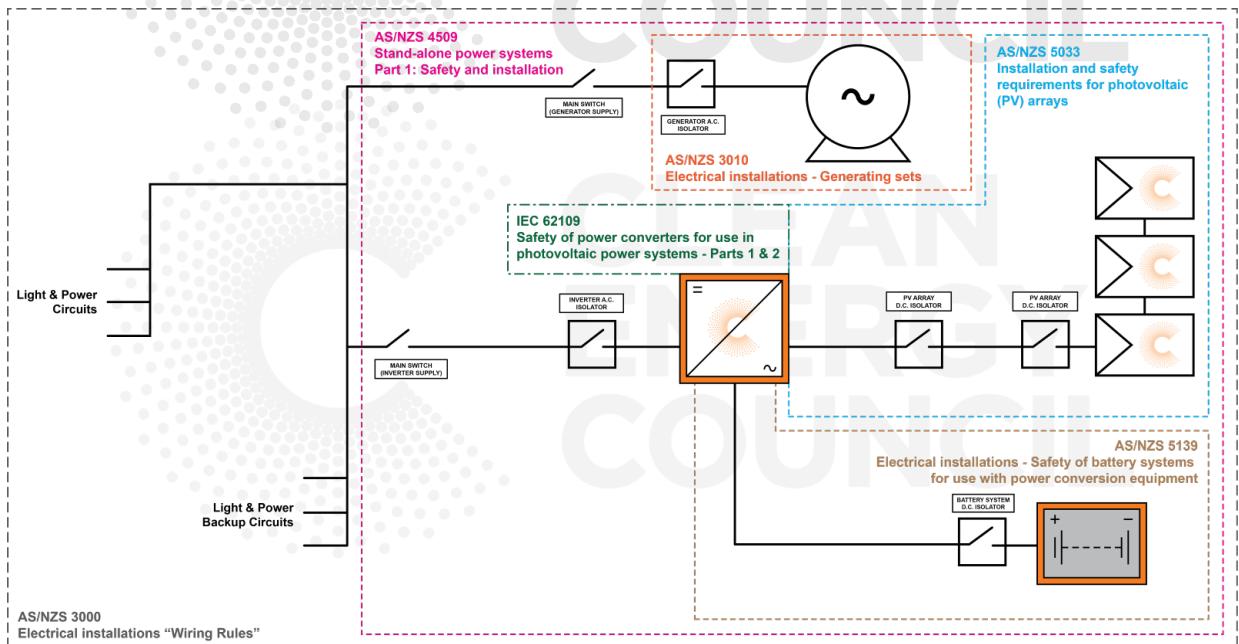 COUNCIL
AS/NZS 4509
Stand-alone power systems
Part 1: Safety and installation
AS/NZS 5033
Installation and safety
requirements for photovoltaic
(PV) arrays
MAIN SWITCH
(GENERATOR SUPPLY)
GENERATOR A.C.
ISOLATOR
AS/NZS 3010
Electrical installations - Generating sets
CLEAN
ENERGY
COUNCIL
IEC 62109
Safety of power converters for use in
photovoltaic power systems - Parts 1 & 2
Light & Power
Circuits
INVERTER A.C.
ISOLATOR
PV ARRAY
D.C. ISOLATOR
PV ARRAY
D.C. ISOLATOR
MAIN SWITCH
(INVERTER SUPPLY)
AS/NZS 5139
Electrical installations - Safety of battery systems
for use with power conversion equipment
Light & Power
Backup Circuits
BATTERY SYSTEM
D.C. ISOLATOR
+ −
AS/NZS 3000
Electrical installations “Wiring Rules”